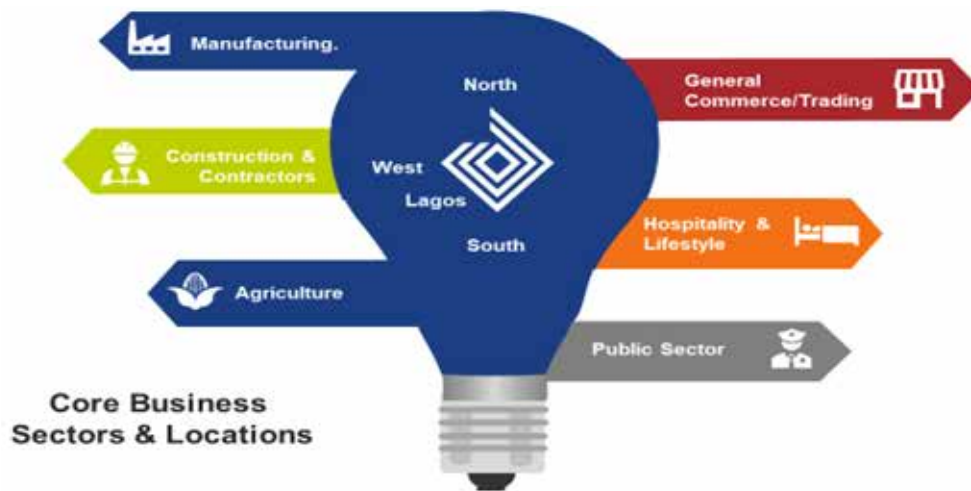 Manufacturing.
General
Commerce/Trading
North
Construction &
Contractors
West
Lagos
South
Hospitality &
Lifestyle
Agriculture
Public Sector
Core Business
Sectors & Locations